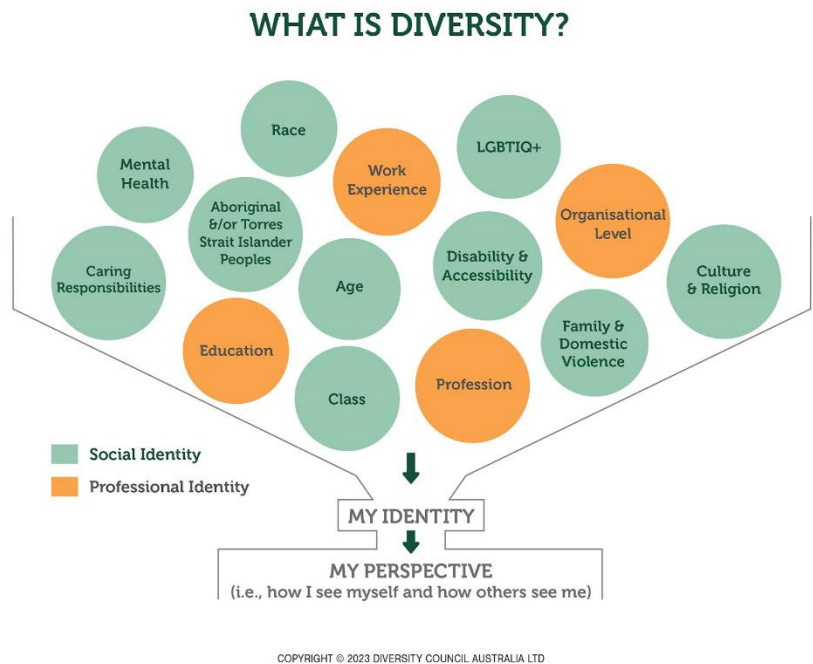 WHAT IS DIVERSITY?
Race
LGBTIQ+
Mental
Health
Work
Experience
Aboriginal
&/or Torres
Strait Islander
Peoples
Organisational
Level
Caring
Responsibilities
Age
Disability &
Accessibility
Culture
& Religion
Education
Family &
Domestic
Violence
Class
Profession
Social Identity
Professional Identity
MY IDENTITY
MY PERSPECTIVE
(i.e., how I see myself and how others see me)
COPYRIGHT © 2023 DIVERSITY COUNCIL AUSTRALIA LTD